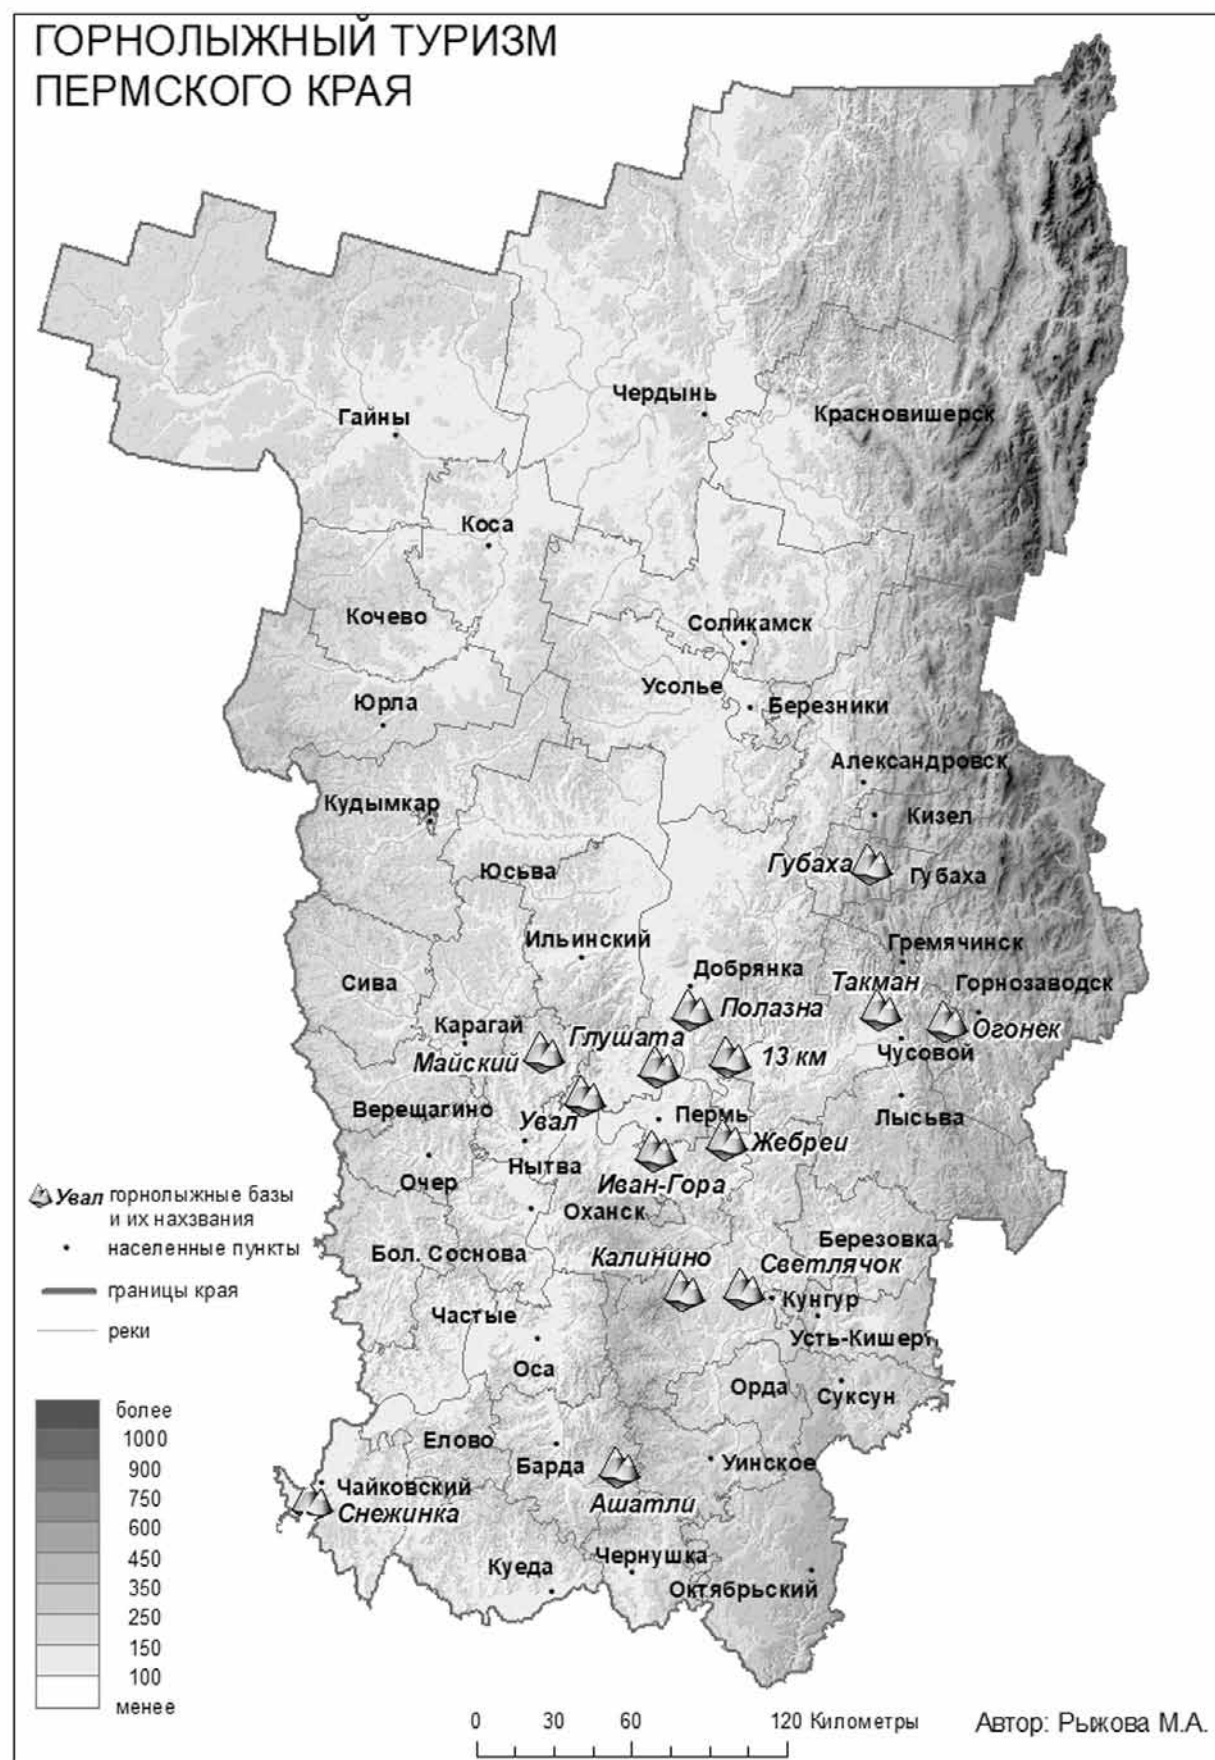 ГОРНОЛЫЖНЫЙ ТУРИЗМ
ПЕРМСКОГО КРАЯ
Чердынь
Гайны
Красновишерск
Коса
Кочево
Соликамск
Усолье
Юрла
Березники
Александровск
Кудымкар
Кизел
Губаха
Юсьва
Губаха
Ильинский
Гремячинск
Добрянка
Сива
Такман
Горнозаводск
Полазна
Карагай
Глушата
Огонек
Майский
13 км
Чусовой
Верещагино
Увал
Пермь
Лысьва
Жебреи
Нытва
Очер
Иван-Гора
Увал горнолыжные базы
и их нахзвания
Оханск
населенные пункты
Березовка
Бол. Соснова
Калинино
Светлячок
границы края
Кунгур
Частые
реки
Усть-Кишерт
Оса
Орда
Суксун
более
1000
900
750
600
450
350
250
150
100
менее
Елово
Барда
Уинское
Чайковский
Снежинка
Ашатли
Куеда
Чернушка
Октябрьский
0 30 60 120 Километры
Автор: Рыжова М.А.